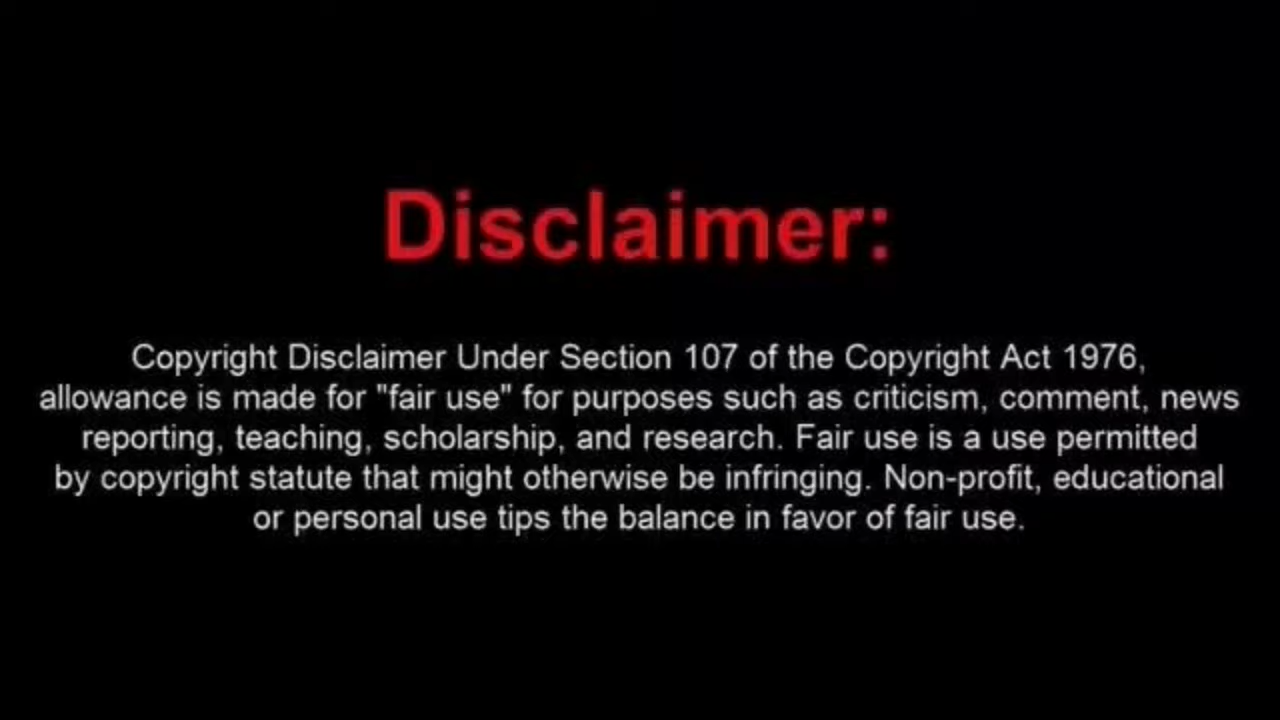 Disclaimer:
Copyright Disclaimer Under Section 107 of the Copyright Act 1976,
allowance is made for "fair use" for purposes such as criticism, comment, news
reporting, teaching, scholarship, and research. Fair use is a use permitted
by copyright statute that might otherwise be infringing. Non-profit, educational
or personal use tips the balance in favor of fair use.